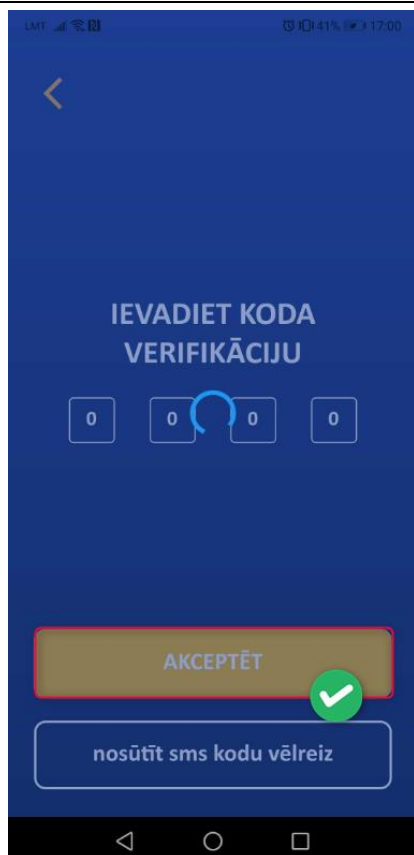 LMT 41% 17:00
IEVADIET KODA
VERIFIKĀCIJU
0 0 0 0
AKCEPTĒT
nosūtīt sms kodu vēlreiz